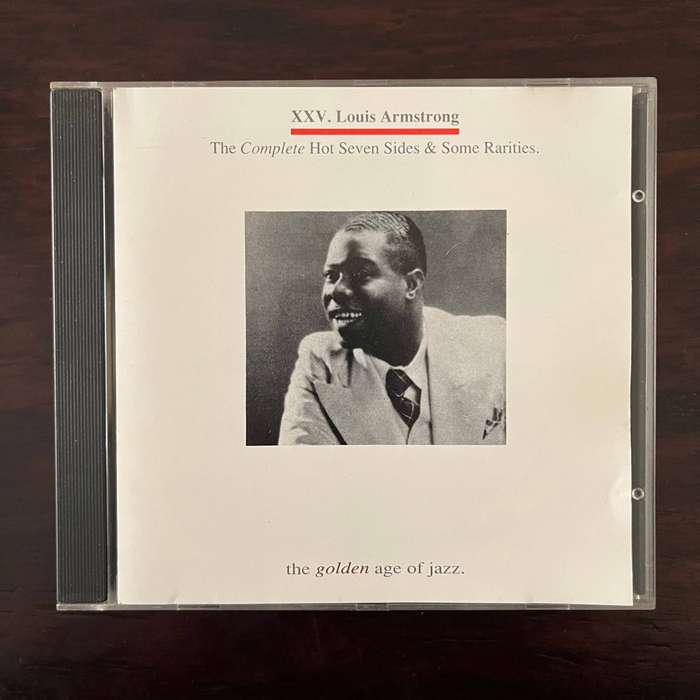 XXV. Louis Armstrong
The Complete Hot Seven Sides & Some Rarities.
the golden age of jazz.